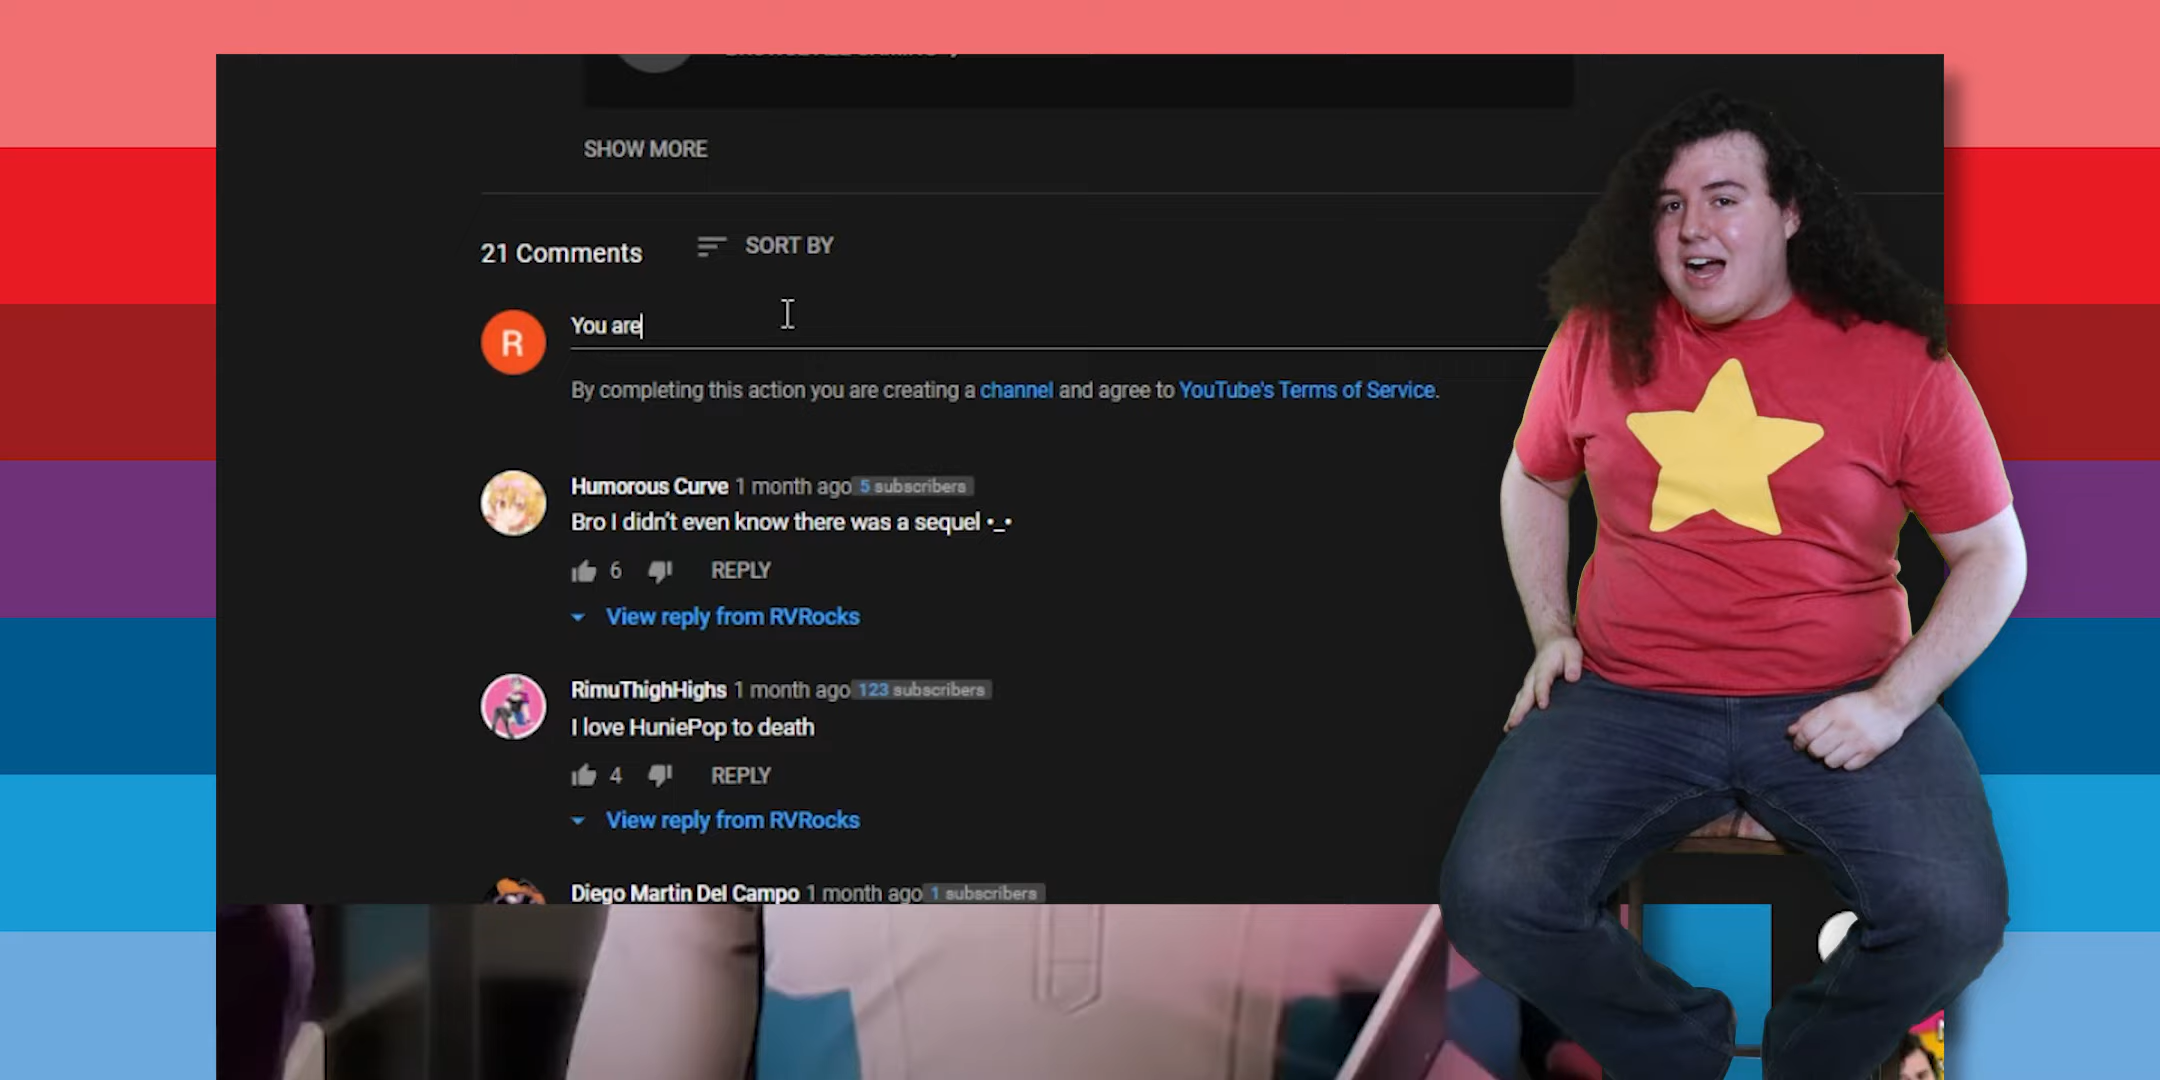 SHOW MORE
21 Comments
SORT BY
R
You are
By completing this action you are creating a channel and agree to YouTube's Terms of Service.
Humorous Curve 1 month ago 5 subscribers
Bro I didn't even know there was a sequel •_•
6 REPLY
View reply from RVRocks
RimuThighHighs 1 month ago 123 subscribers
I love HuniePop to death
4 REPLY
View reply from RVRocks
Diego Martin Del Campo 1 month ago 1 subscribers